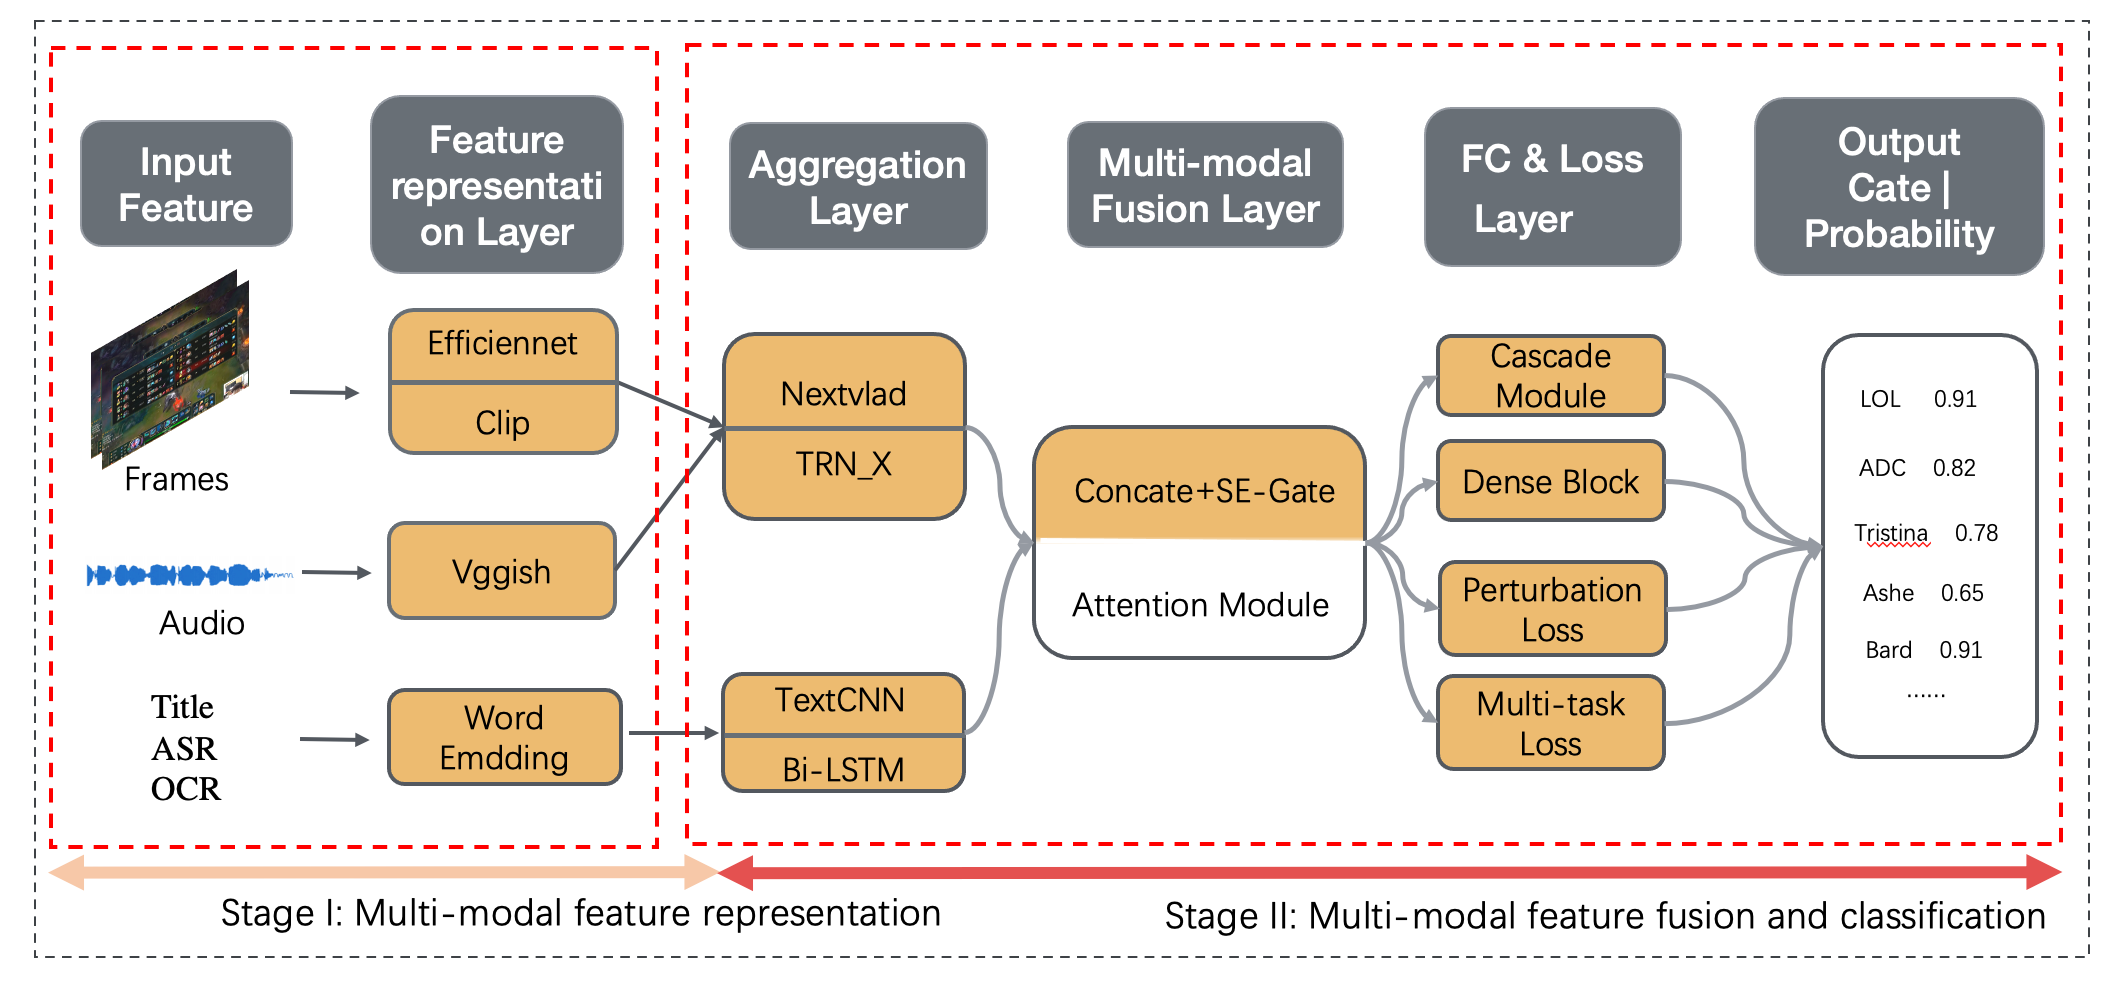 Input
Feature
Feature
representati
on Layer
Aggregation
Layer
Multi-modal
Fusion Layer
FC & Loss
Layer
Output
Cate |
Probability
Frames
Audio
Title
ASR
OCR
Efficiennet
Clip
Vggish
Word
Emdding
Nextvlad
TRN_X
TextCNN
Bi-LSTM
Concate+SE-Gate
Attention Module
Cascade
Module
Dense Block
Perturbation
Loss
Multi-task
Loss
LOL 0.91
ADC 0.82
Tristina 0.78
Ashe 0.65
Bard 0.91
......
Stage I: Multi-modal feature representation
Stage II: Multi-modal feature fusion and classification